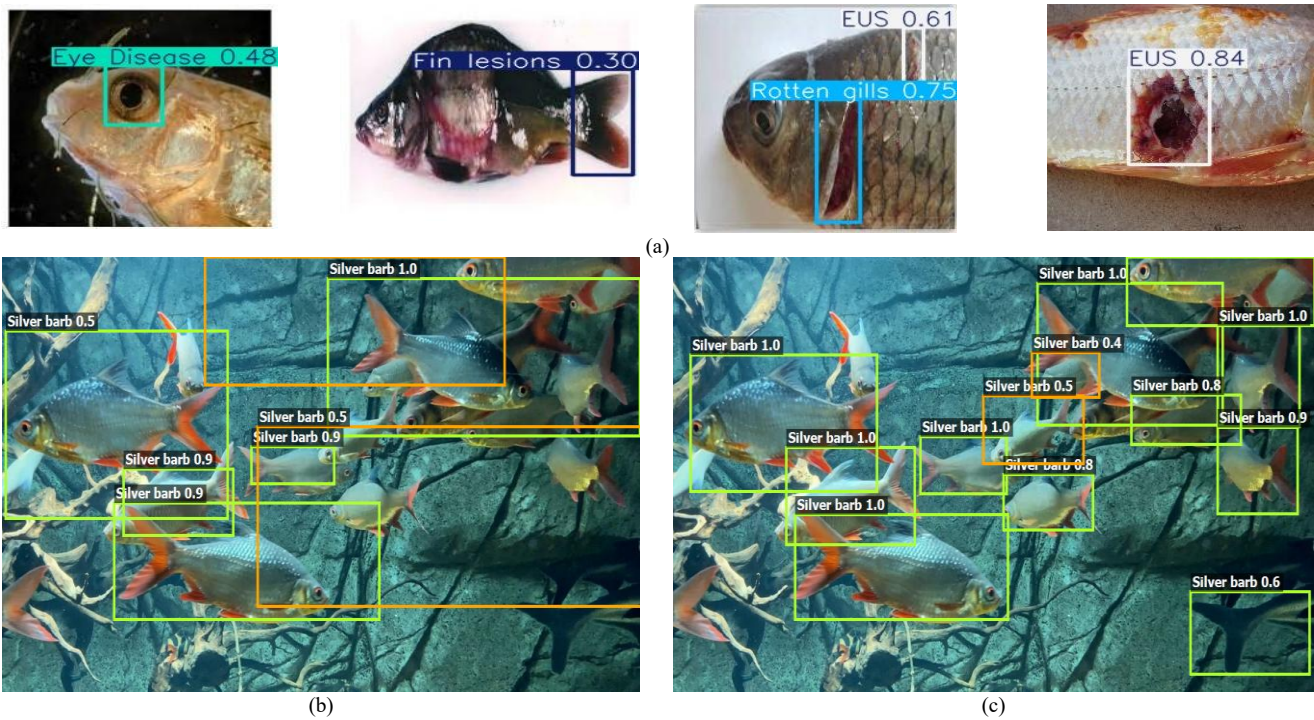 Eye Disease 0.48
Fin lesions 0.30
EUS 0.61
Rotten gills 0.75
EUS 0.84
(a)
Silver barb 1.0
Silver barb 0.5
Silver barb 0.5
Silver barb 0.9
Silver barb 0.9
Silver barb 0.9
(b)
Silver barb 1.0
Silver barb 1.0
Silver barb 1.0
Silver barb 0.4
Silver barb 0.5
Silver barb 0.8
Silver barb 0.9
Silver barb 1.0
Silver barb 1.0
Silver barb 0.8
Silver barb 1.0
Silver barb 0.6
(c)